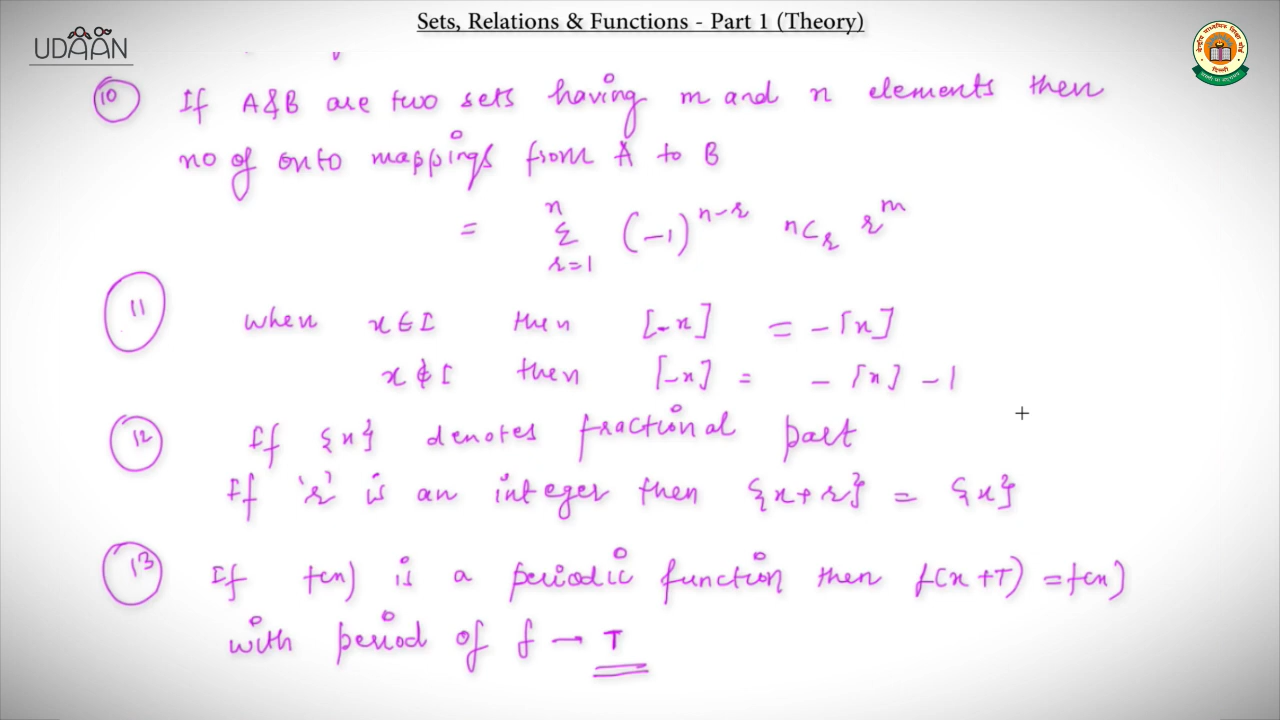 Sets, Relations & Functions - Part 1 (Theory)
UDAAN
10 If A&B are two sets having m and n elements then
no of onto mappings from A to B
= n Σ r=1 (-1)^{n-r} nC_r r^m
11 when x∈I then [-x] = -[x]
x∉I then [-x] = -[x] -1
12 If {x} denotes fractional part
If 'r' is an integer then {x+r} = {x}
13 If f(x) is a periodic function then f(x+T) = f(x)
with period of f → T